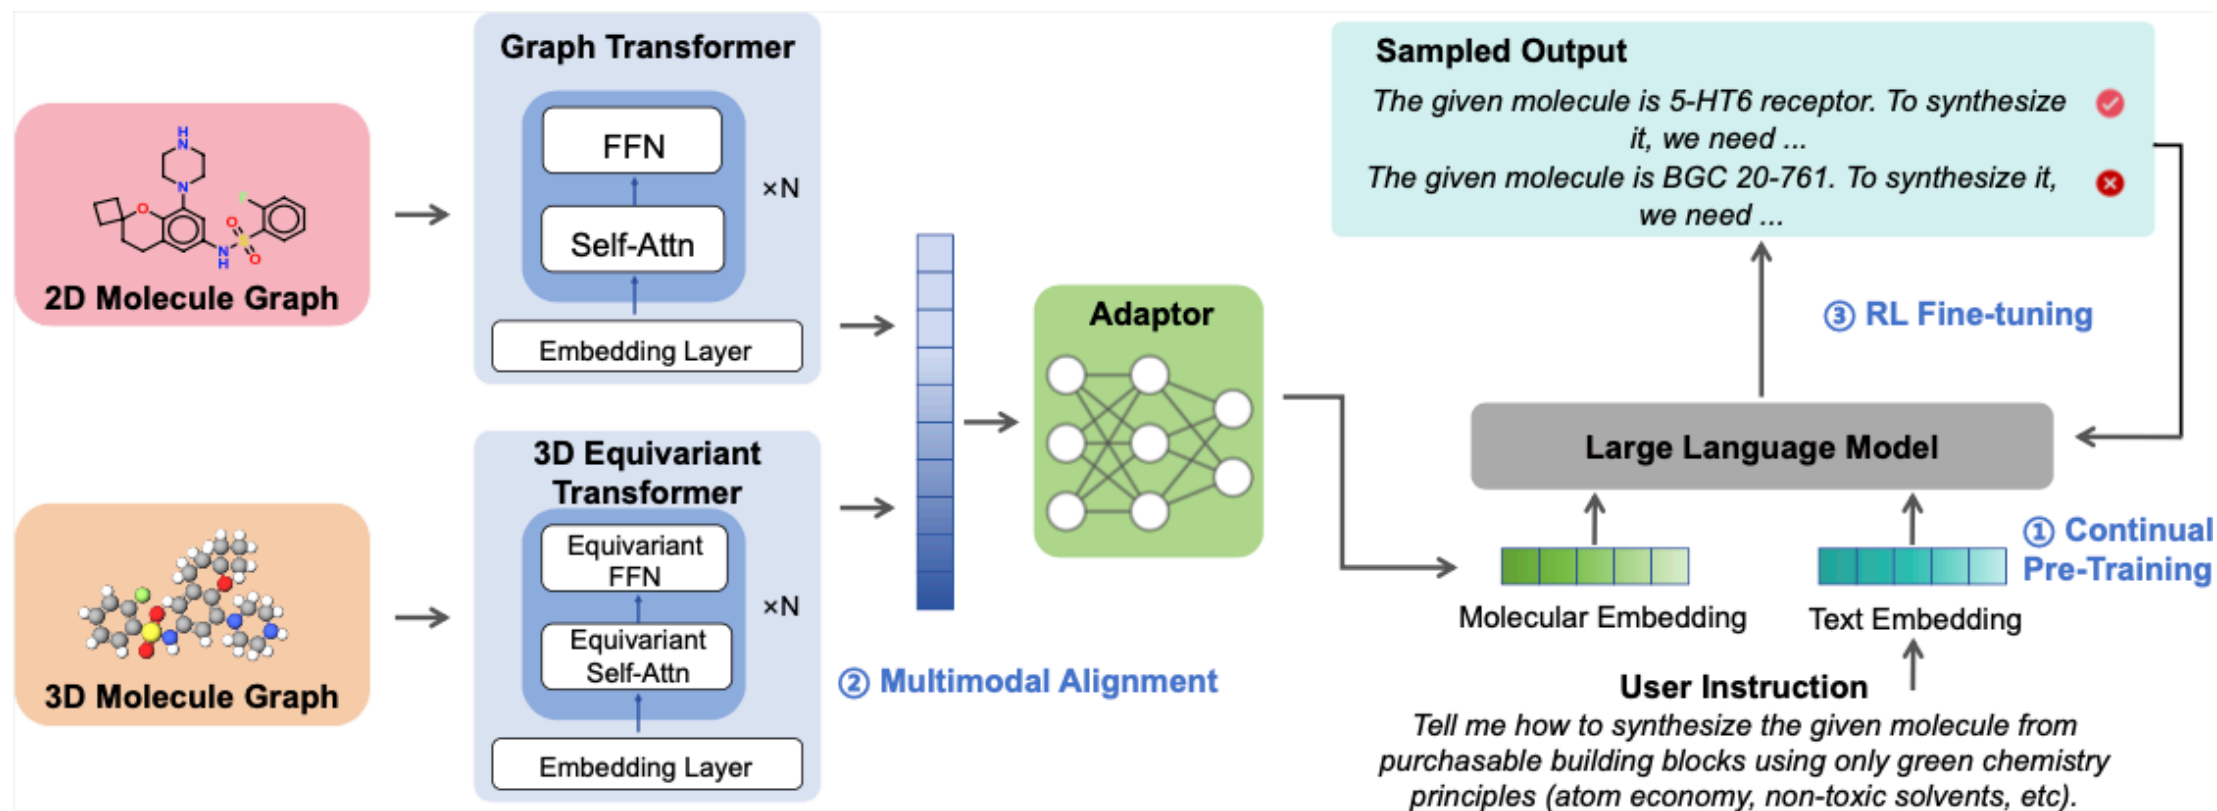 Graph Transformer
FFN
Self-Attn
Embedding Layer
×N
H
N
N
O
F
O
S
N
H
O
2D Molecule Graph
3D Equivariant
Transformer
Equivariant
FFN
Equivariant
Self-Attn
Embedding Layer
×N
3D Molecule Graph
② Multimodal Alignment
Adaptor
Sampled Output
The given molecule is 5-HT6 receptor. To synthesize
it, we need ...
The given molecule is BGC 20-761. To synthesize it,
we need ...
③ RL Fine-tuning
Large Language Model
① Continual
Pre-Training
Molecular Embedding
Text Embedding
User Instruction
Tell me how to synthesize the given molecule from
purchasable building blocks using only green chemistry
principles (atom economy, non-toxic solvents, etc).